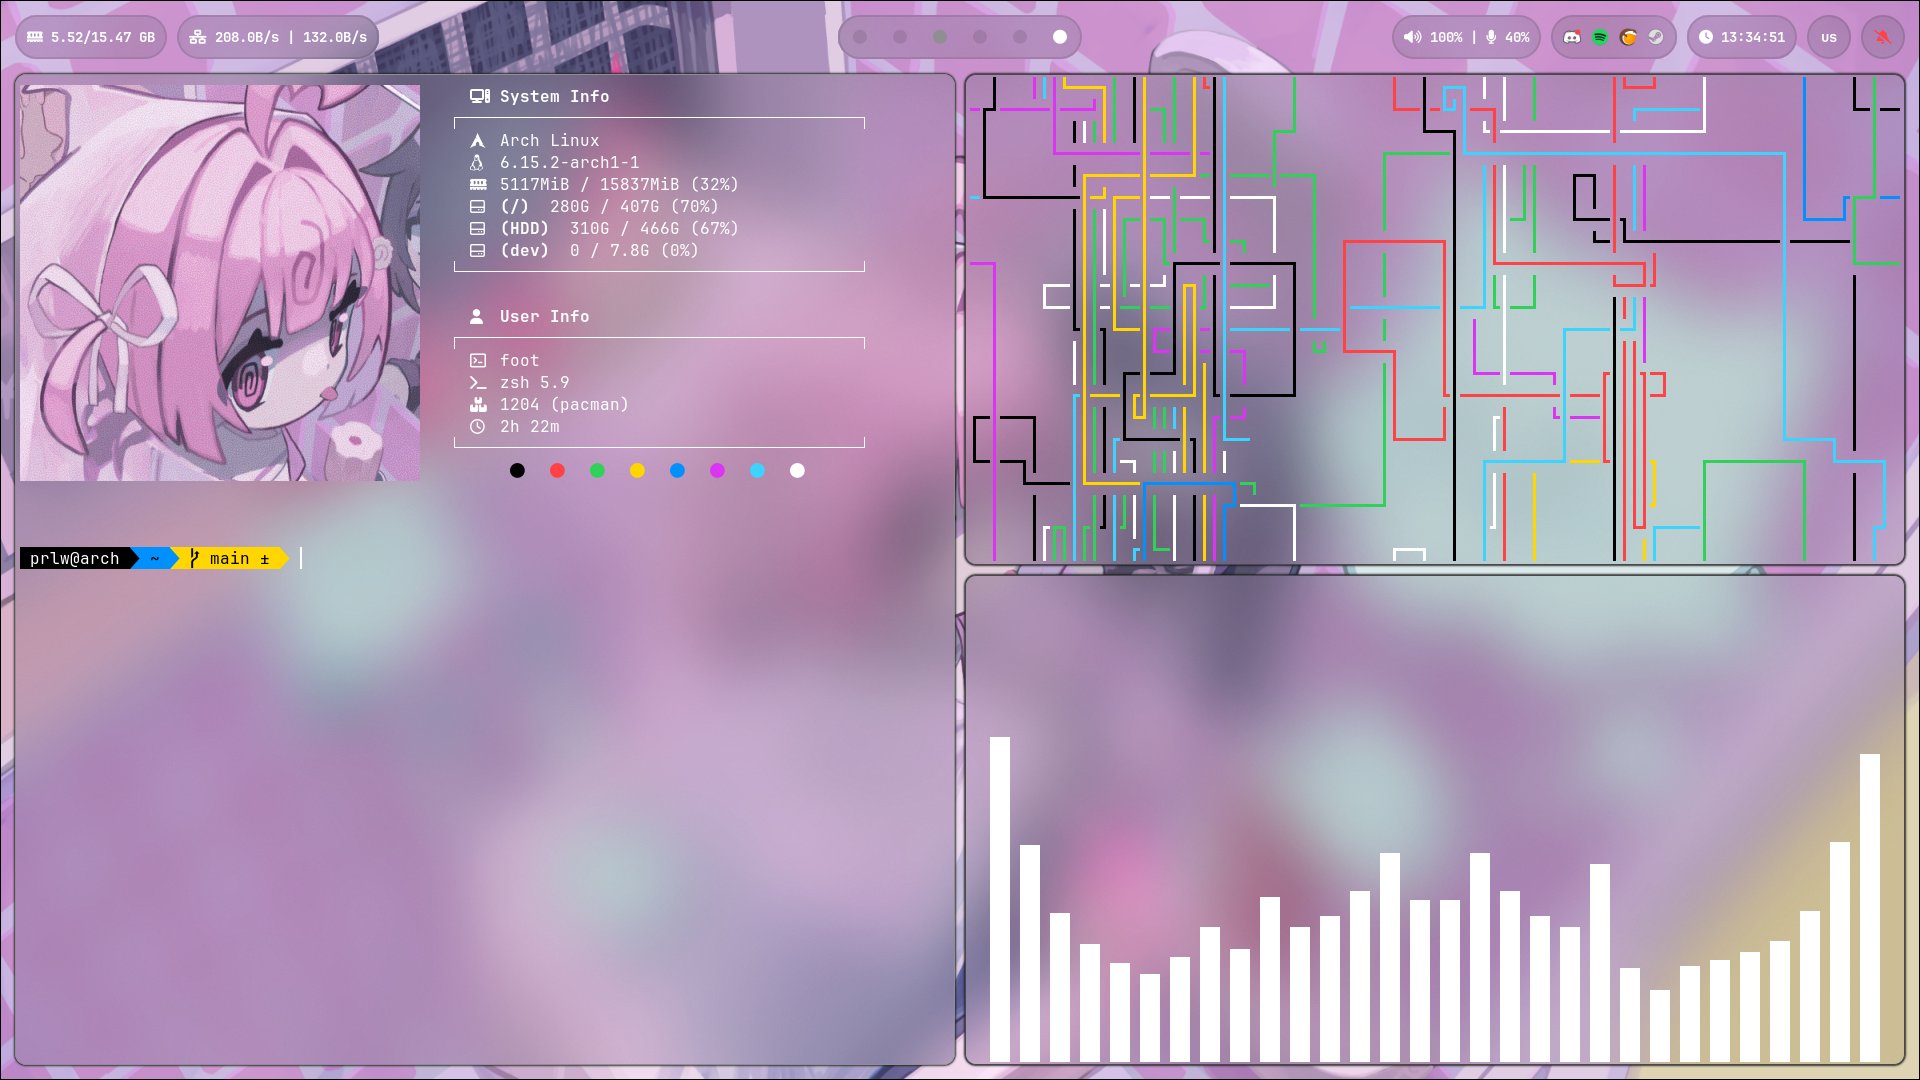 5.52/15.47 GB
208.0B/s | 132.0B/s
100% | 40%
13:34:51
us
System Info
Arch Linux
6.15.2-arch1-1
5117MiB / 15837MiB (32%)
(/) 280G / 407G (70%)
(HDD) 310G / 466G (67%)
(dev) 0 / 7.8G (0%)
User Info
foot
zsh 5.9
1204 (pacman)
2h 22m
prlw@arch ~ main ±